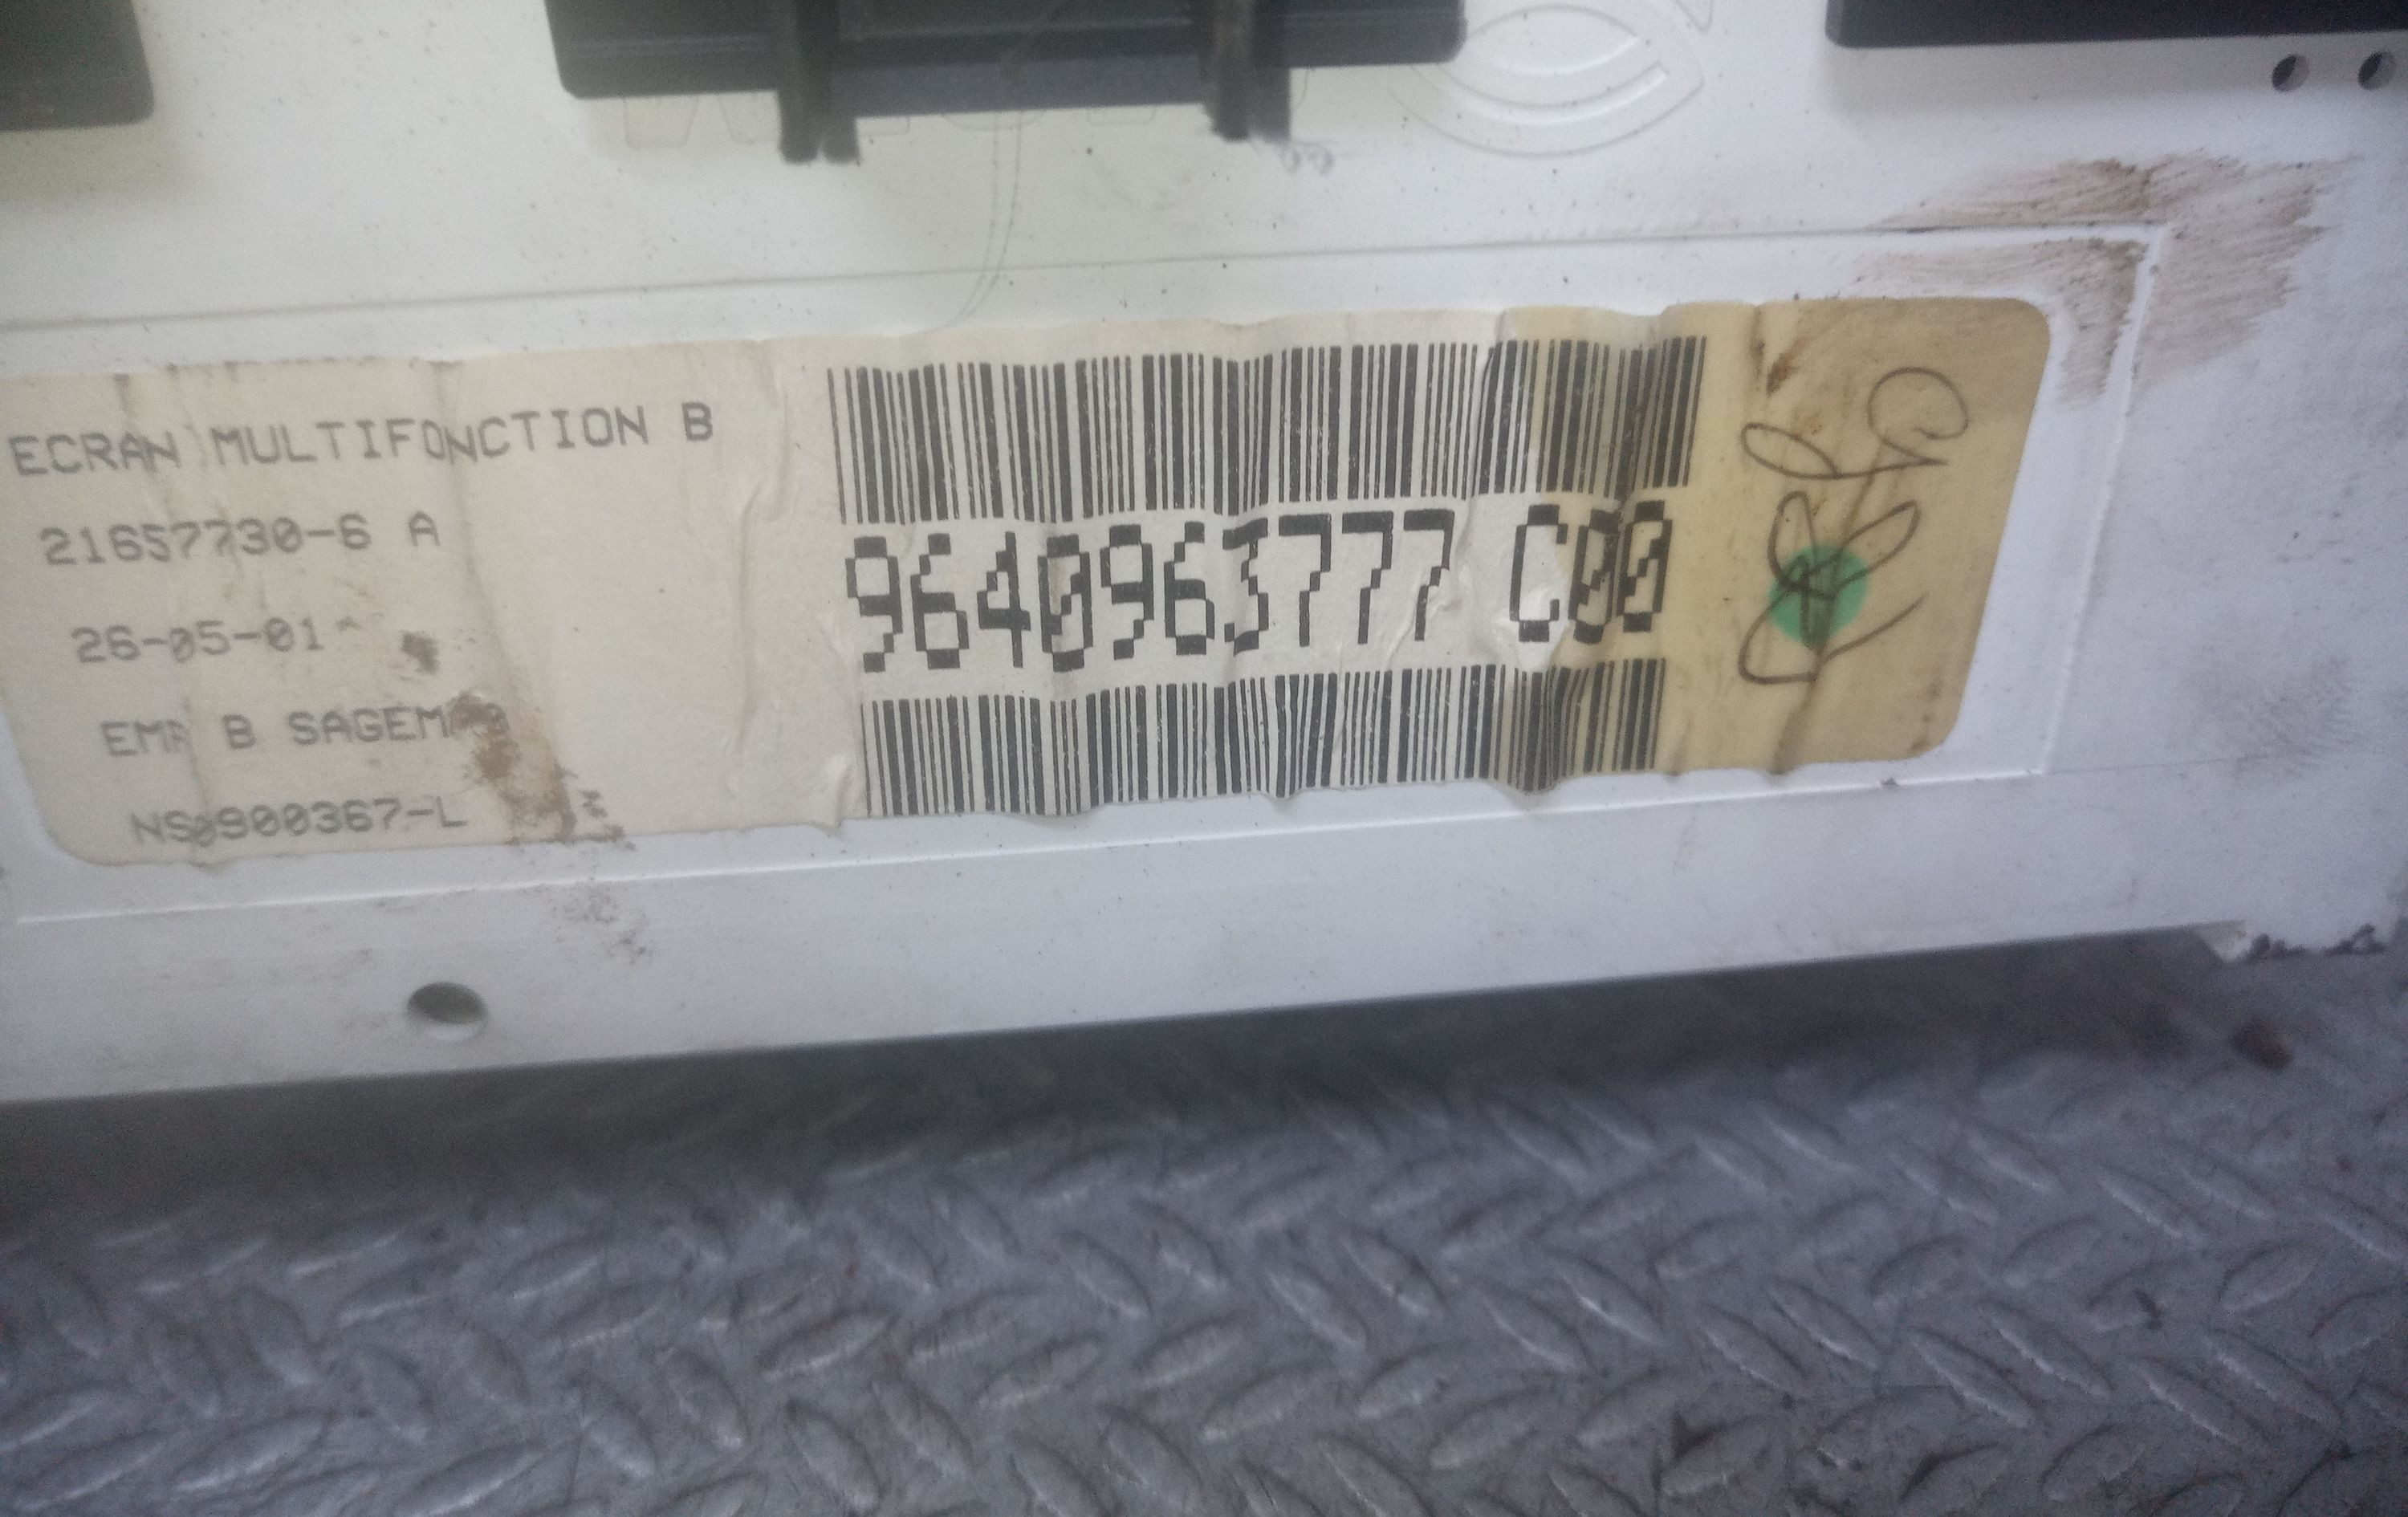 ECRAN MULTIFONCTION B
21657730-6 A
26-05-01
EMF B SAGEM
NS0900367-L
9640963777 C00